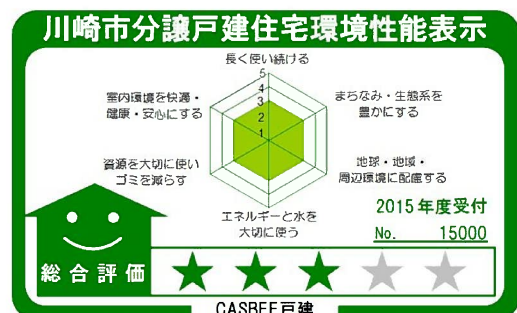 川崎市分譲戸建住宅環境性能表示
長く使い続ける
5
4
3
2
1
室内環境を快適・
健康・安心にする
まちなみ・生態系を
豊かにする
資源を大切に使い
ゴミを減らす
地球・地域・
周辺環境に配慮する
エネルギーと水を
大切に使う
2015年度受付
No. 15000
総合評価
CASBEE戸建